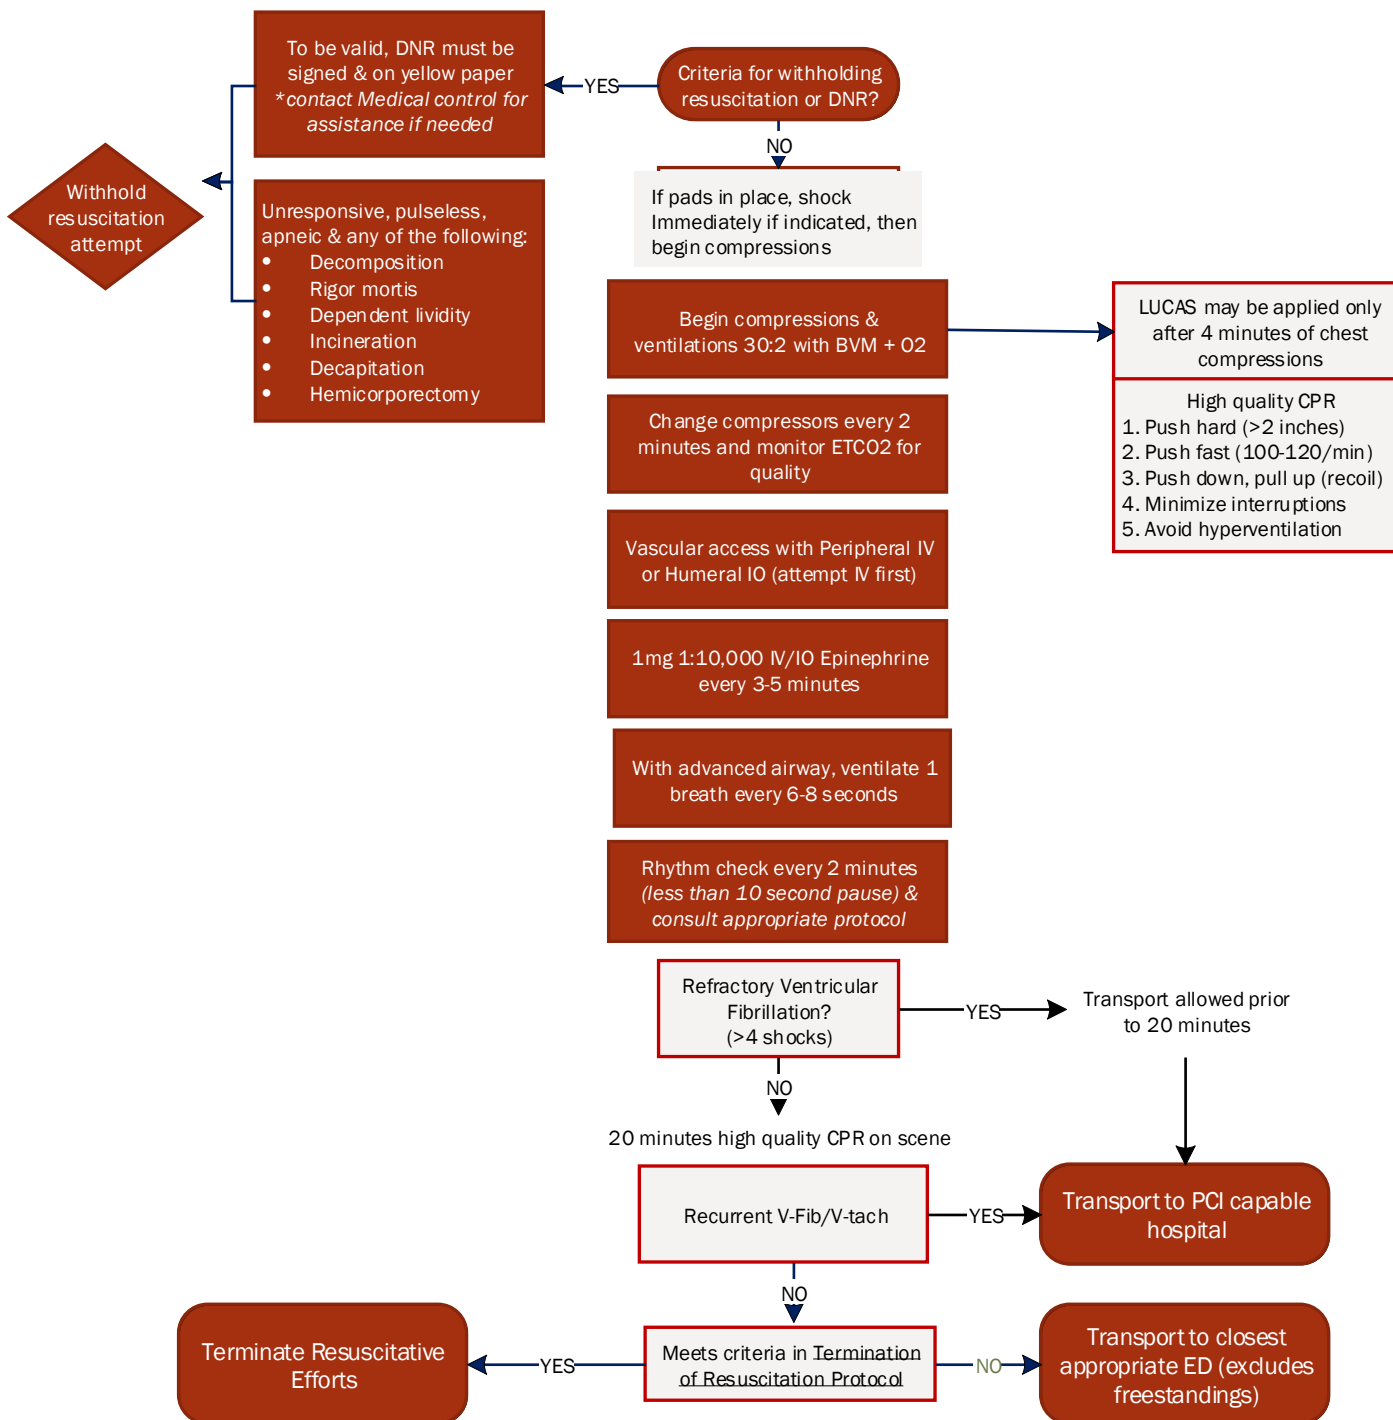 To be valid, DNR must be
signed & on yellow paper
*contact Medical control for
assistance if needed
YES
Criteria for withholding
resuscitation or DNR?
NO
Withhold
resuscitation
attempt
Unresponsive, pulseless,
apneic & any of the following:
• Decomposition
• Rigor mortis
• Dependent lividity
• Incineration
• Decapitation
• Hemicorporectomy
If pads in place, shock
Immediately if indicated, then
begin compressions
Begin compressions &
ventilations 30:2 with BVM + O2
LUCAS may be applied only
after 4 minutes of chest
compressions
High quality CPR
1. Push hard (>2 inches)
2. Push fast (100-120/min)
3. Push down, pull up (recoil)
4. Minimize interruptions
5. Avoid hyperventilation
Change compressors every 2
minutes and monitor ETCO2 for
quality
Vascular access with Peripheral IV
or Humeral IO (attempt IV first)
1mg 1:10,000 IV/IO Epinephrine
every 3-5 minutes
With advanced airway, ventilate 1
breath every 6-8 seconds
Rhythm check every 2 minutes
(less than 10 second pause) &
consult appropriate protocol
Refractory Ventricular
Fibrillation?
(>4 shocks)
YES
Transport allowed prior
to 20 minutes
NO
20 minutes high quality CPR on scene
Recurrent V-Fib/V-tach
YES
Transport to PCI capable
hospital
NO
Terminate Resuscitative
Efforts
YES
Meets criteria in Termination
of Resuscitation Protocol
NO
Transport to closest
appropriate ED (excludes
freestandings)